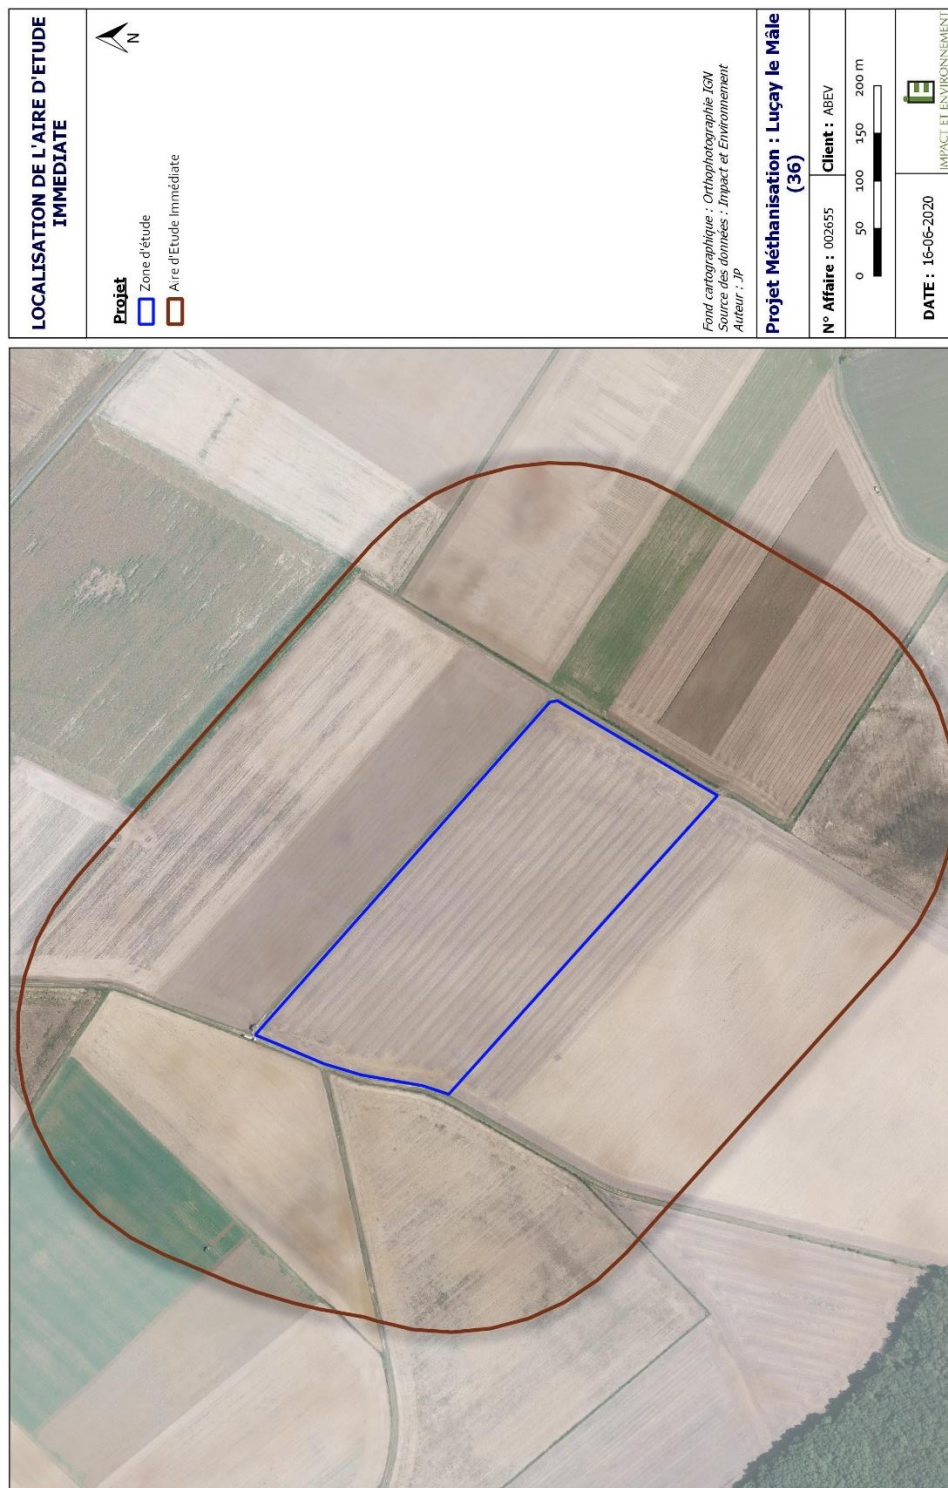 LOCALISATION DE L'AIRE D'ETUDE
IMMEDIATE
N
Projet
Zone d'étude
Aire d'Etude Immédiate
Fond cartographique : Orthophotographie IGN
Source des données : Impact et Environnement
Auteur : JP
Projet Méthanisation : Luçay le Mâle
(36)
N° Affaire : 002655
Client : ABEV
0 50 100 150 200 m
DATE : 16-06-2020
IE
IMPACT ET ENVIRONNEMENT